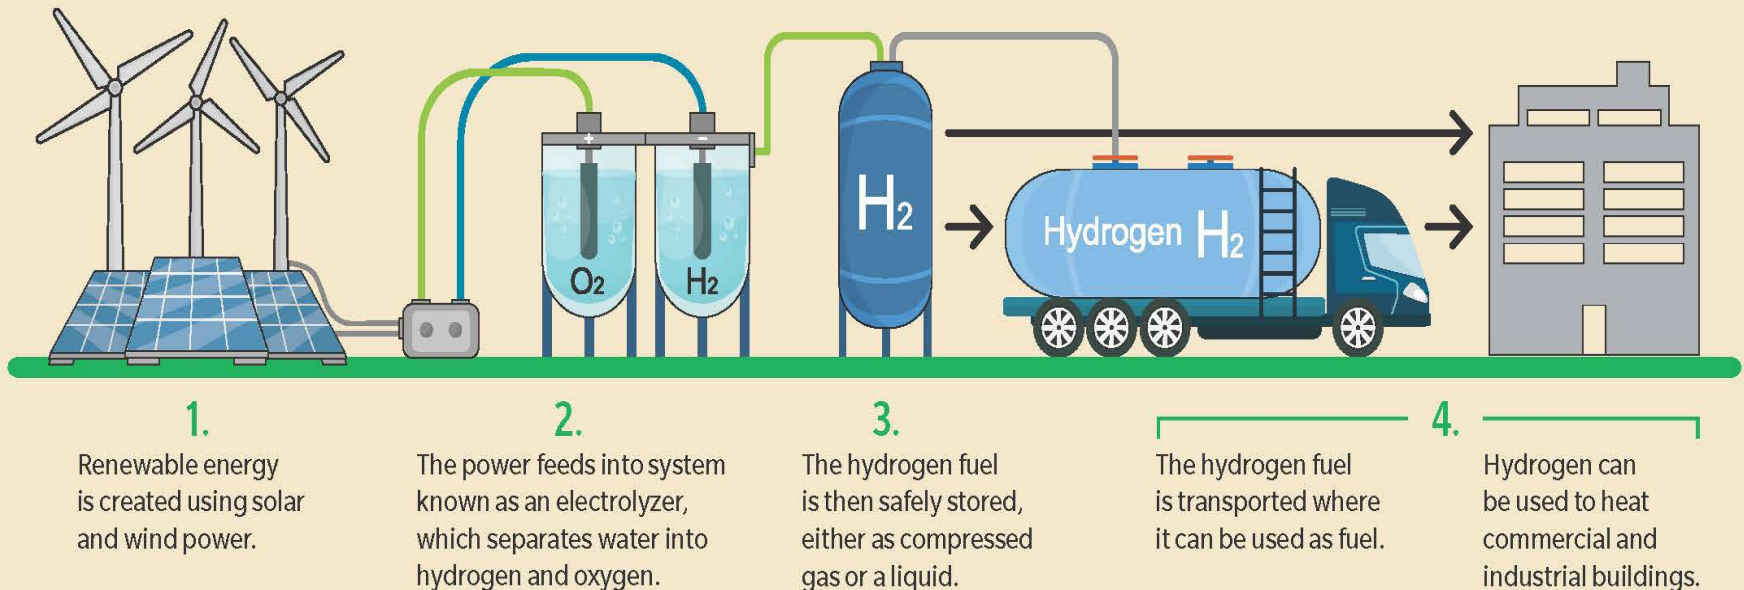 +
-
O2
H2
H2
Hydrogen H2
1.
Renewable energy
is created using solar
and wind power.
2.
The power feeds into system
known as an electrolyzer,
which separates water into
hydrogen and oxygen.
3.
The hydrogen fuel
is then safely stored,
either as compressed
gas or a liquid.
4.
The hydrogen fuel
is transported where
it can be used as fuel.
Hydrogen can
be used to heat
commercial and
industrial buildings.